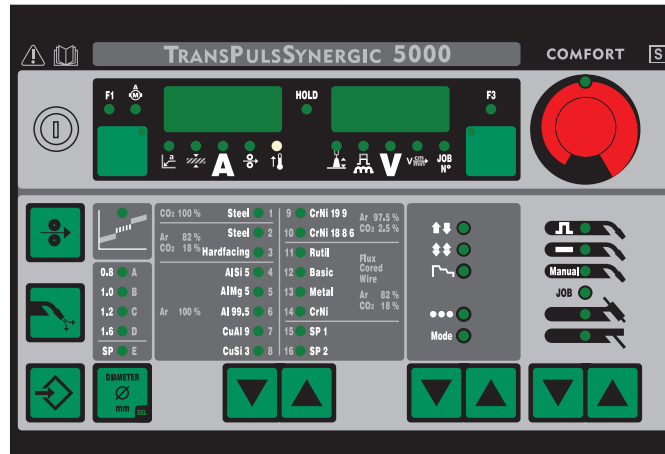 TRANSPULSSYNERGIC 5000
COMFORT
S
F1
A
M
HOLD
F3
a
A
V
V cm
JOB
N°
CO2 100 % Steel 1
Ar 82 %
CO2 18 %
Steel 2
Hardfacing 3
AlSi 5 4
AlMg 5 5
Ar 100 % Al 99.5 6
CuAl 9 7
CuSi 3 8
9 CrNi 19 9
10 CrNi 18 8 6
Ar 97.5 %
CO2 2.5 %
11 Rutil
12 Basic
13 Metal
14 CrNi
Flux
Cored
Wire
Ar 82 %
CO2 18 %
15 SP 1
16 SP 2
0.8 A
1.0 B
1.2 C
1.6 D
SP E
Mode
Manual
JOB
DIAMETER
Ø
mm
DEL